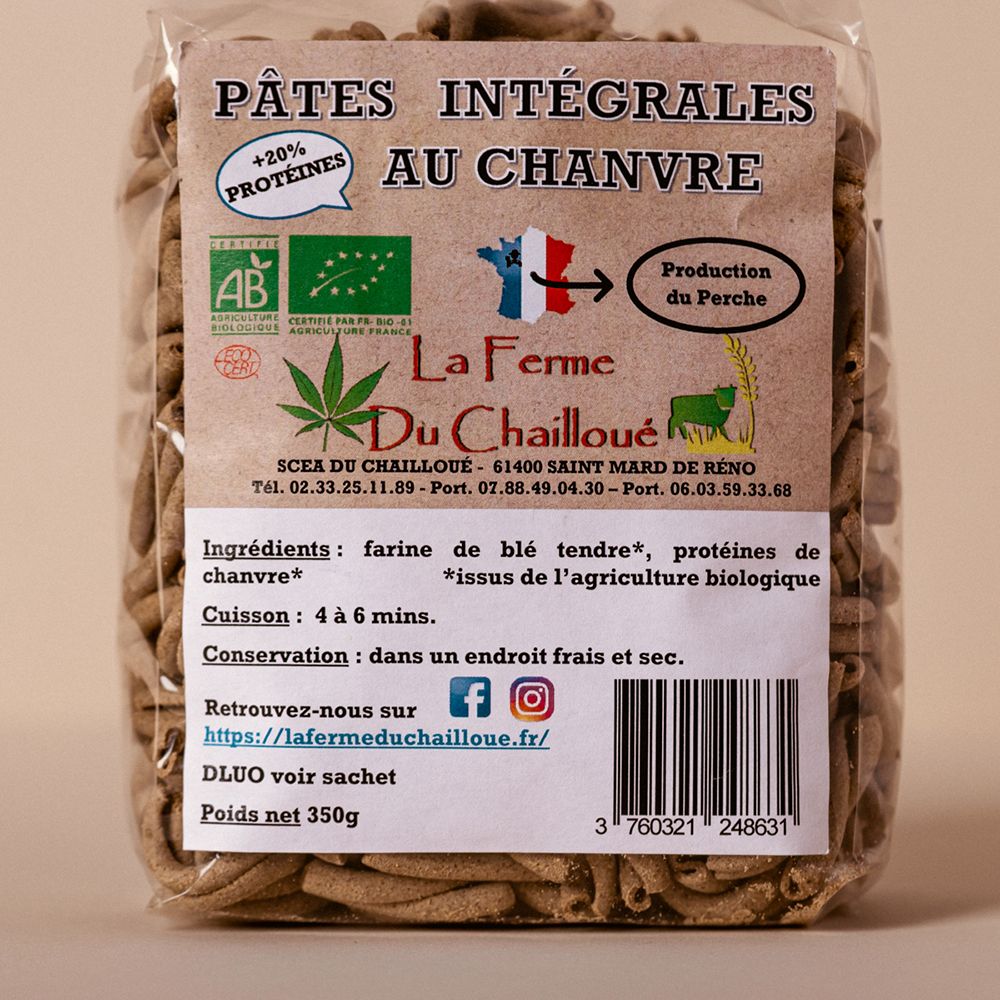 PÂTES INTÉGRALES
AU CHANVRE
+20%
PROTÉINES
CERTIFIÉ
AB
AGRICULTURE
BIOLOGIQUE
CERTIFIÉ PAR FR-BIO-01
AGRICULTURE FRANCE
Production
du Perche
ECO
CERT
La Ferme
Du Chailloué
SCEA DU CHAILLOUÉ - 61400 SAINT MARD DE RÉNO
Tél. 02.33.25.11.89 - Port. 07.88.49.04.30 – Port. 06.03.59.33.68
Ingrédients : farine de blé tendre*, protéines de
chanvre* *issus de l'agriculture biologique
Cuisson : 4 à 6 mins.
Conservation : dans un endroit frais et sec.
Retrouvez-nous sur
https://lafermeduchailloue.fr/
DLUO voir sachet
Poids net 350g
3 760321 248631